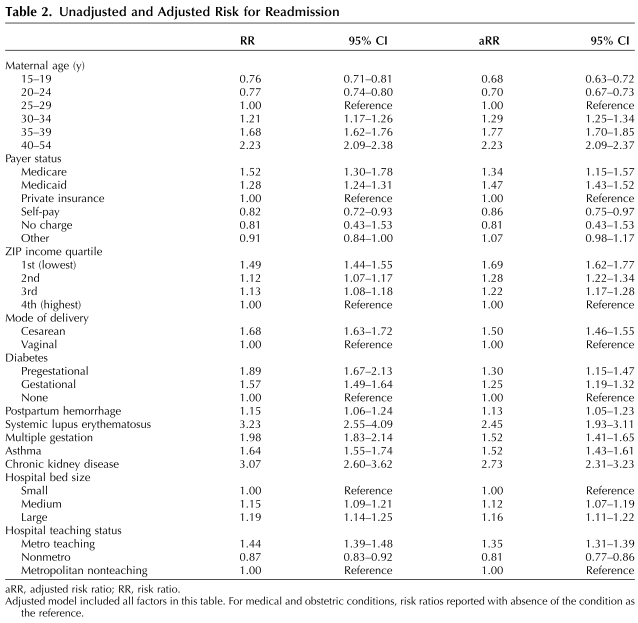 Table 2. Unadjusted and Adjusted Risk for Readmission
RR 95% CI aRR 95% CI
Maternal age (y)
15–19 0.76 0.71–0.81 0.68 0.63–0.72
20–24 0.77 0.74–0.80 0.70 0.67–0.73
25–29 1.00 Reference 1.00 Reference
30–34 1.21 1.17–1.26 1.29 1.25–1.34
35–39 1.68 1.62–1.76 1.77 1.70–1.85
40–54 2.23 2.09–2.38 2.23 2.09–2.37
Payer status
Medicare 1.52 1.30–1.78 1.34 1.15–1.57
Medicaid 1.28 1.24–1.31 1.47 1.43–1.52
Private insurance 1.00 Reference 1.00 Reference
Self-pay 0.82 0.72–0.93 0.86 0.75–0.97
No charge 0.81 0.43–1.53 0.81 0.43–1.53
Other 0.91 0.84–1.00 1.07 0.98–1.17
ZIP income quartile
1st (lowest) 1.49 1.44–1.55 1.69 1.62–1.77
2nd 1.12 1.07–1.17 1.28 1.22–1.34
3rd 1.13 1.08–1.18 1.22 1.17–1.28
4th (highest) 1.00 Reference 1.00 Reference
Mode of delivery
Cesarean 1.68 1.63–1.72 1.50 1.46–1.55
Vaginal 1.00 Reference 1.00 Reference
Diabetes
Pregestational 1.89 1.67–2.13 1.30 1.15–1.47
Gestational 1.57 1.49–1.64 1.25 1.19–1.32
None 1.00 Reference 1.00 Reference
Postpartum hemorrhage 1.15 1.06–1.24 1.13 1.05–1.23
Systemic lupus erythematosus 3.23 2.55–4.09 2.45 1.93–3.11
Multiple gestation 1.98 1.83–2.14 1.52 1.41–1.65
Asthma 1.64 1.55–1.74 1.52 1.43–1.61
Chronic kidney disease 3.07 2.60–3.62 2.73 2.31–3.23
Hospital bed size
Small 1.00 Reference 1.00 Reference
Medium 1.15 1.09–1.21 1.12 1.07–1.19
Large 1.19 1.14–1.25 1.16 1.11–1.22
Hospital teaching status
Metro teaching 1.44 1.39–1.48 1.35 1.31–1.39
Nonmetro 0.87 0.83–0.92 0.81 0.77–0.86
Metropolitan nonteaching 1.00 Reference 1.00 Reference
aRR, adjusted risk ratio; RR, risk ratio.
Adjusted model included all factors in this table. For medical and obstetric conditions, risk ratios reported with absence of the condition as
the reference.